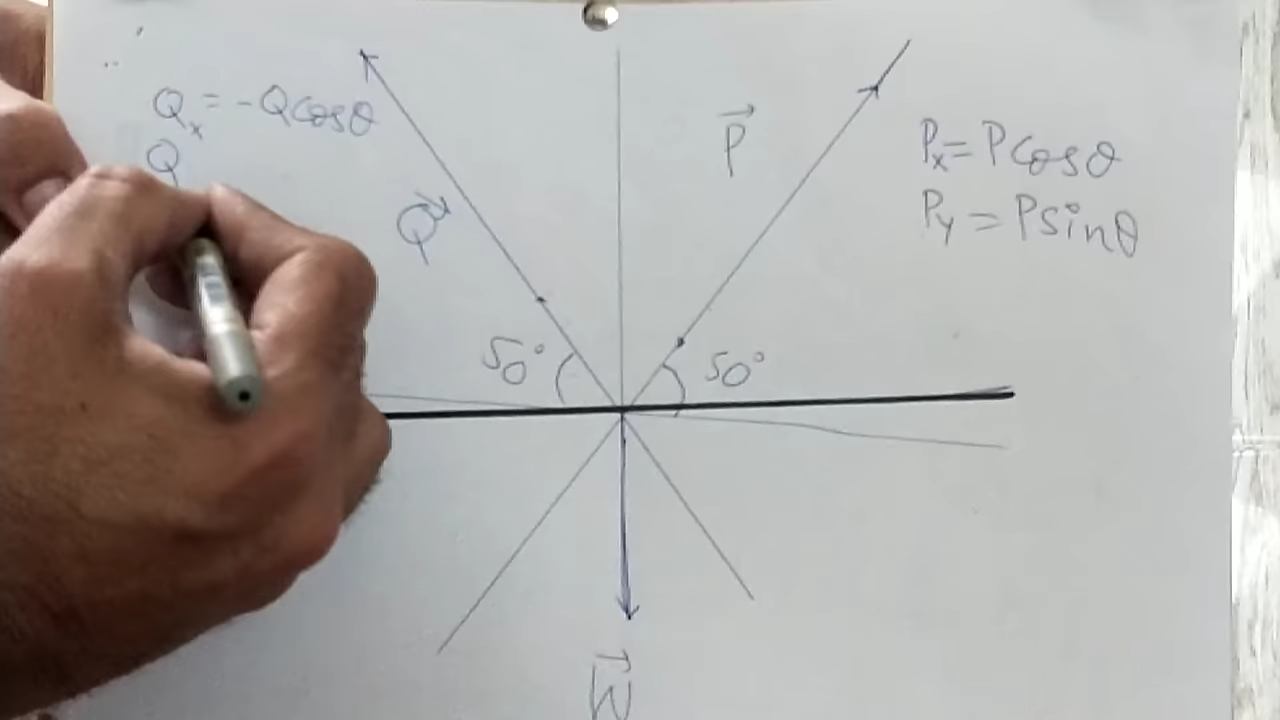 Qx = -Qcosθ
Q
Q⃗
P⃗
Px = Pcosθ
Py = Psinθ
50°
50°
W⃗